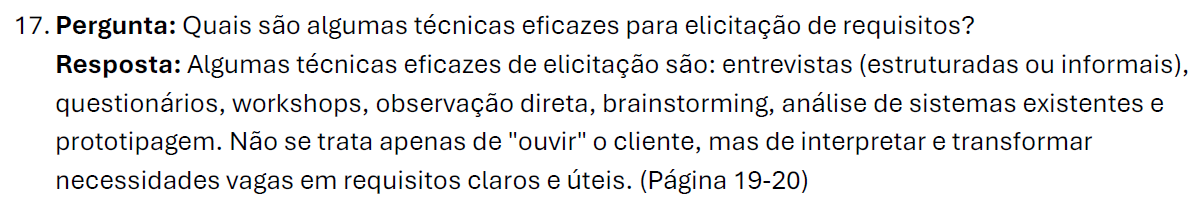 17. Pergunta: Quais são algumas técnicas eficazes para elicitação de requisitos?
Resposta: Algumas técnicas eficazes de elicitação são: entrevistas (estruturadas ou informais),
questionários, workshops, observação direta, brainstorming, análise de sistemas existentes e
prototipagem. Não se trata apenas de "ouvir" o cliente, mas de interpretar e transformar
necessidades vagas em requisitos claros e úteis. (Página 19-20)